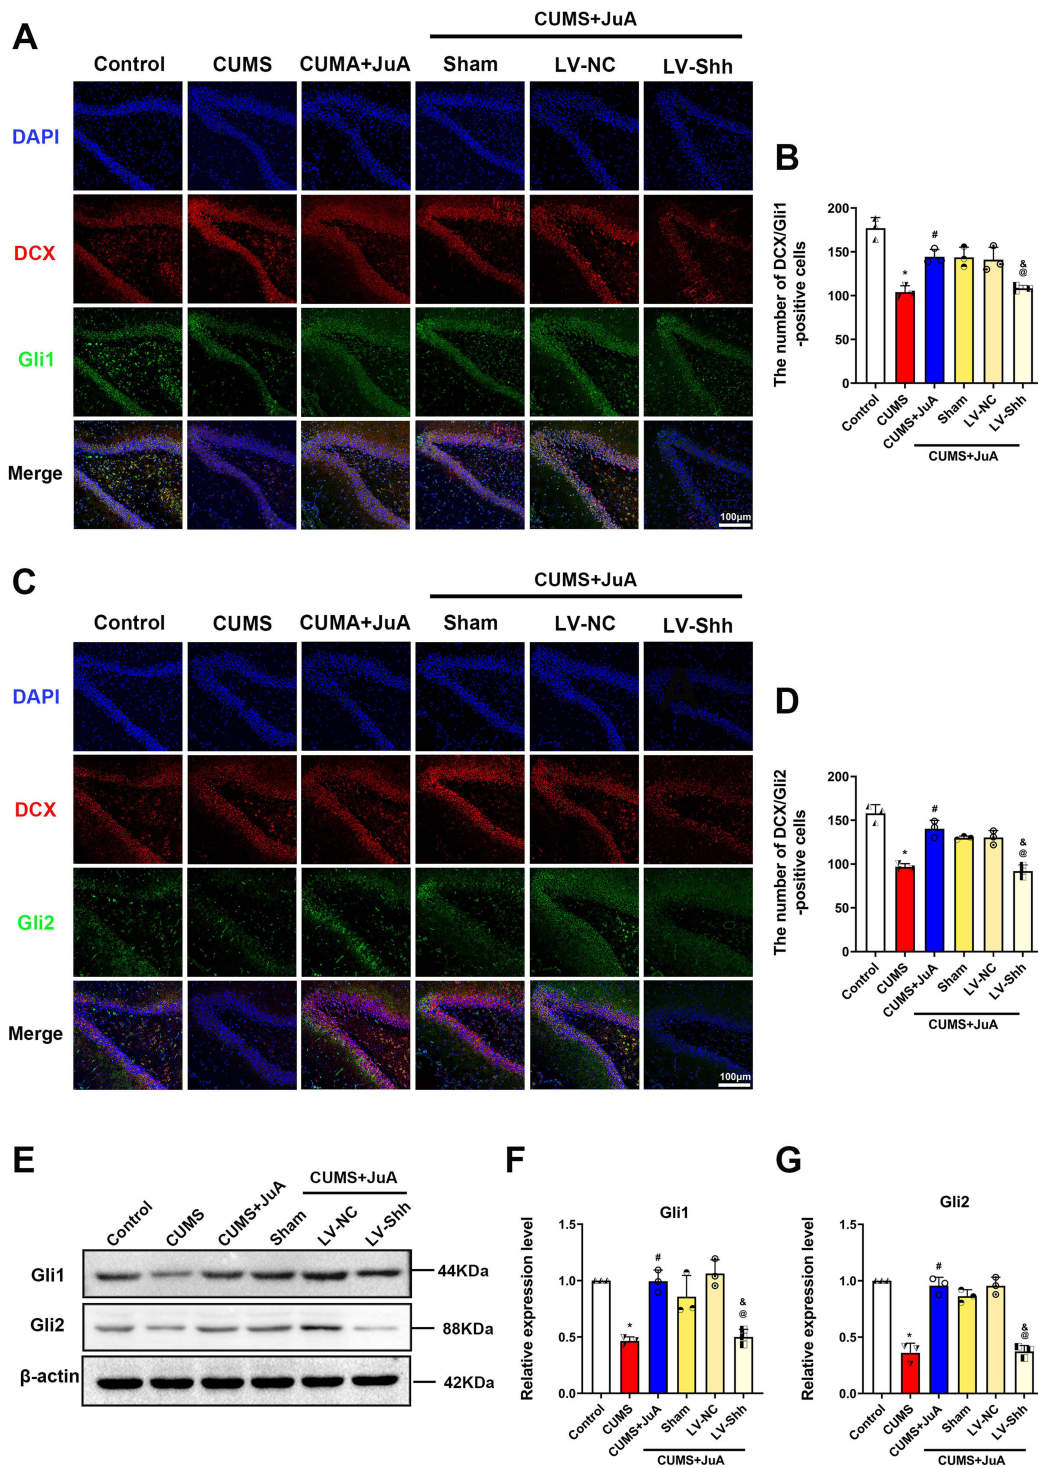 A
CUMS+JuA
Control CUMS CUMA+JuA Sham LV-NC LV-Shh
DAPI
DCX
Gli1
Merge
100μm
B
The number of DCX/Gli1
-positive cells
200
150
100
50
0
*
#
&
@
Control
CUMS
CUMS+JuA
Sham
LV-NC
LV-Shh
CUMS+JuA
C
CUMS+JuA
Control CUMS CUMA+JuA Sham LV-NC LV-Shh
DAPI
DCX
Gli2
Merge
100μm
D
The number of DCX/Gli2
-positive cells
200
150
100
50
0
*
#
&
@
Control
CUMS
CUMS+JuA
Sham
LV-NC
LV-Shh
CUMS+JuA
E
CUMS+JuA
Control
CUMS
CUMS+JuA
Sham
LV-NC
LV-Shh
Gli1 44KDa
Gli2 88KDa
β-actin 42KDa
F
Gli1
Relative expression level
1.5
1.0
0.5
0.0
*
#
&
@
Control
CUMS
CUMS+JuA
Sham
LV-NC
LV-Shh
CUMS+JuA
G
Gli2
Relative expression level
1.5
1.0
0.5
0.0
*
#
&
@
Control
CUMS
CUMS+JuA
Sham
LV-NC
LV-Shh
CUMS+JuA